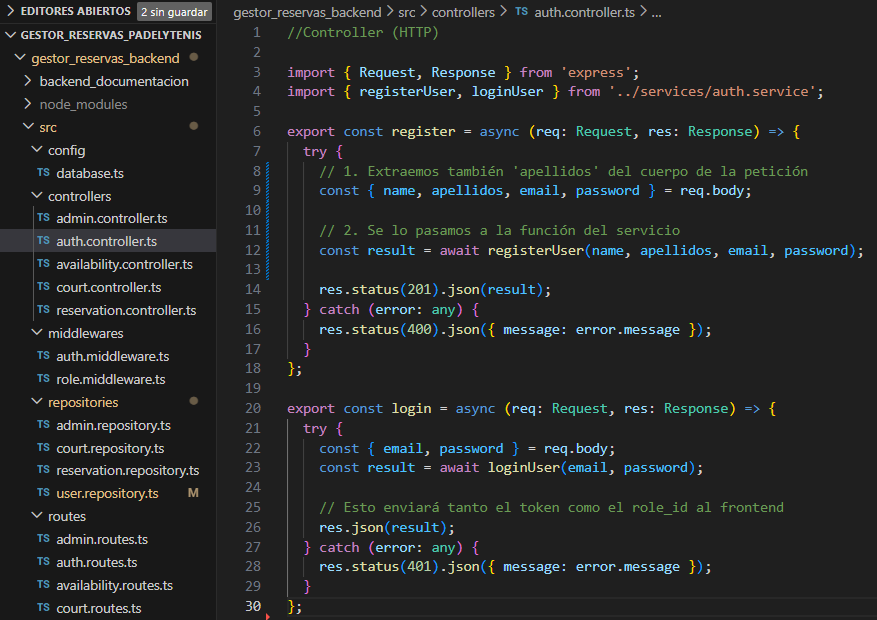 EDITORES ABIERTOS 2 sin guardar
GESTOR_RESERVAS_PADELYTENIS
gestor_reservas_backend
backend_documentacion
node_modules
src
config
TS database.ts
controllers
TS admin.controller.ts
TS auth.controller.ts
TS availability.controller.ts
TS court.controller.ts
TS reservation.controller.ts
middlewares
TS auth.middleware.ts
TS role.middleware.ts
repositories
TS admin.repository.ts
TS court.repository.ts
TS reservation.repository.ts
TS user.repository.ts M
routes
TS admin.routes.ts
TS auth.routes.ts
TS availability.routes.ts
TS court.routes.ts
gestor_reservas_backend > src > controllers > TS auth.controller.ts > ...
1 //Controller (HTTP)
2
3 import { Request, Response } from 'express';
4 import { registerUser, loginUser } from '../services/auth.service';
5
6 export const register = async (req: Request, res: Response) => {
7 try {
8 // 1. Extraemos también 'apellidos' del cuerpo de la petición
9 const { name, apellidos, email, password } = req.body;
10
11 // 2. Se lo pasamos a la función del servicio
12 const result = await registerUser(name, apellidos, email, password);
13
14 res.status(201).json(result);
15 } catch (error: any) {
16 res.status(400).json({ message: error.message });
17 }
18 };
19
20 export const login = async (req: Request, res: Response) => {
21 try {
22 const { email, password } = req.body;
23 const result = await loginUser(email, password);
24
25 // Esto enviará tanto el token como el role_id al frontend
26 res.json(result);
27 } catch (error: any) {
28 res.status(401).json({ message: error.message });
29 }
30 };